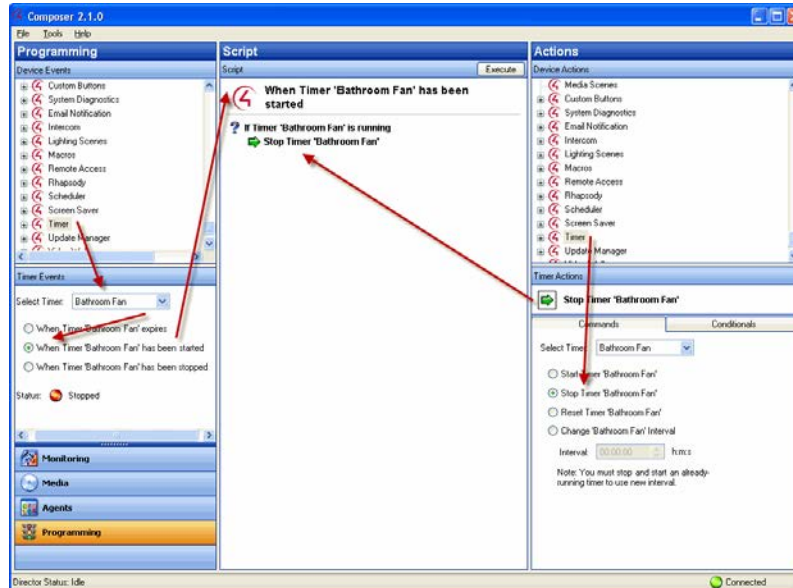 Composer 2.1.0
File Tools Help
Programming
Device Events
Custom Buttons
System Diagnostics
Email Notification
Intercom
Lighting Scenes
Macros
Remote Access
Rhapsody
Scheduler
Screen Saver
Timer
Update Manager
Timer Events
Select Timer: Bathroom Fan
When Timer 'Bathroom Fan' expires
When Timer 'Bathroom Fan' has been started
When Timer 'Bathroom Fan' has been stopped
Status: Stopped
Monitoring
Media
Agents
Programming
Script
Script Execute
When Timer 'Bathroom Fan' has been
started
If Timer 'Bathroom Fan' is running
Stop Timer 'Bathroom Fan'
Actions
Device Actions
Media Scenes
Custom Buttons
System Diagnostics
Email Notification
Intercom
Lighting Scenes
Macros
Remote Access
Rhapsody
Scheduler
Screen Saver
Timer
Update Manager
Timer Actions
Stop Timer 'Bathroom Fan'
Commands Conditionals
Select Timer: Bathroom Fan
Start Timer 'Bathroom Fan'
Stop Timer 'Bathroom Fan'
Reset Timer 'Bathroom Fan'
Change 'Bathroom Fan' Interval
Interval 00:00:00 h:m:s
Note: You must stop and start an already-
running timer to use new interval.
Director Status: Idle
Connected